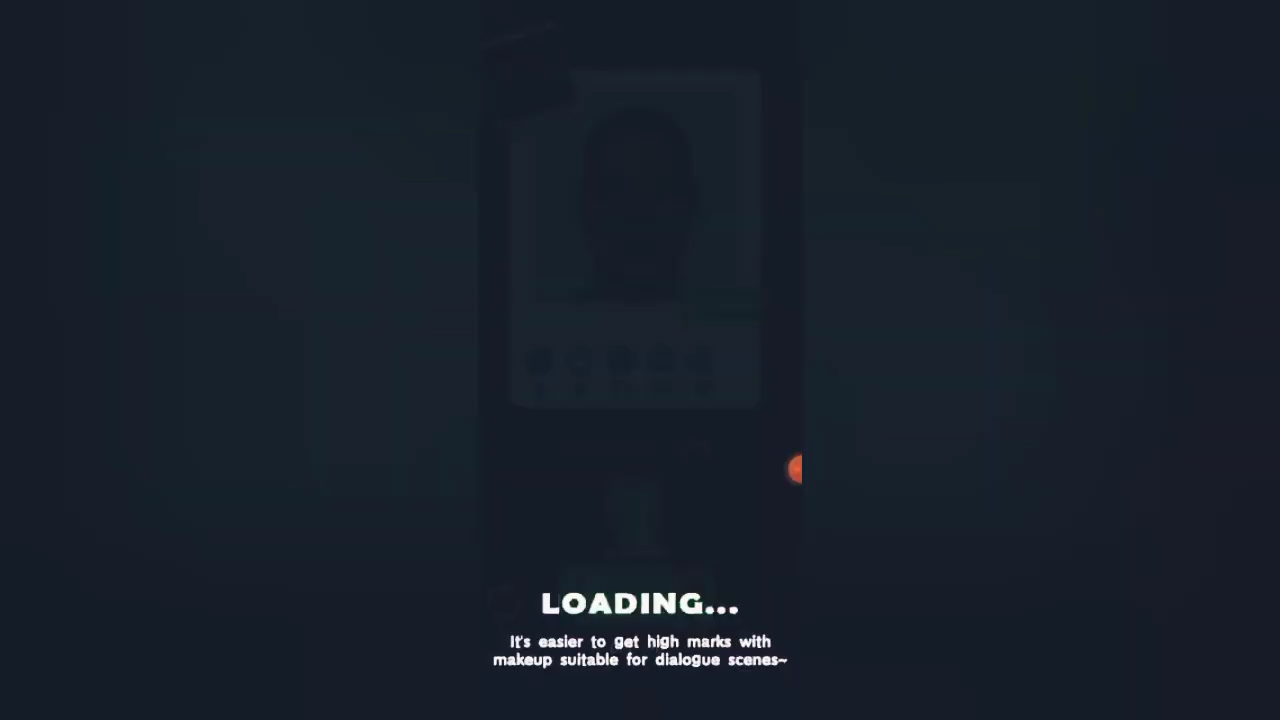 LOADING...
It's easier to get high marks with
makeup suitable for dialogue scenes~